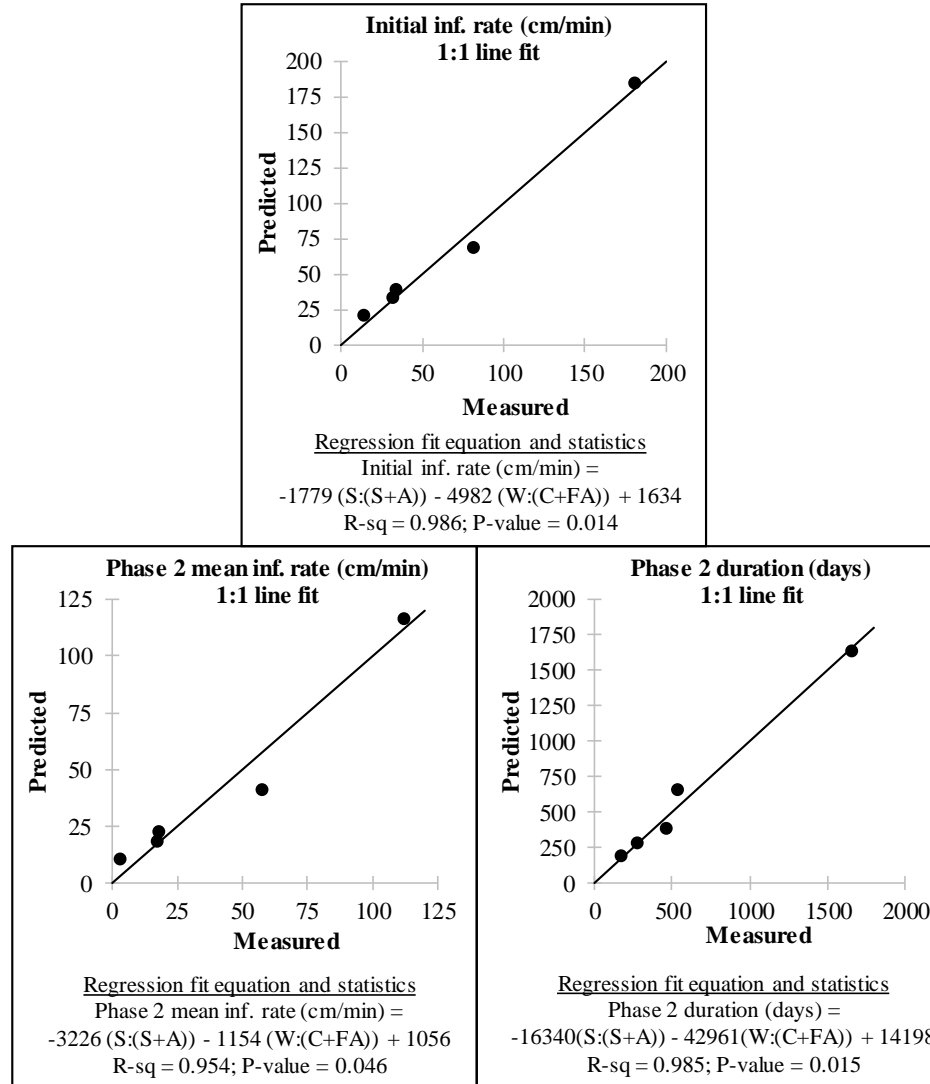 Initial inf. rate (cm/min)
1:1 line fit
200
175
150
125
100
75
50
25
0
Predicted
0 50 100 150 200
Measured
Regression fit equation and statistics
Initial inf. rate (cm/min) =
-1779 (S:(S+A)) - 4982 (W:(C+FA)) + 1634
R-sq = 0.986; P-value = 0.014
Phase 2 mean inf. rate (cm/min)
1:1 line fit
125
100
75
50
25
0
Predicted
0 25 50 75 100 125
Measured
Regression fit equation and statistics
Phase 2 mean inf. rate (cm/min) =
-3226 (S:(S+A)) - 1154 (W:(C+FA)) + 1056
R-sq = 0.954; P-value = 0.046
Phase 2 duration (days)
1:1 line fit
2000
1750
1500
1250
1000
750
500
250
0
Predicted
0 500 1000 1500 2000
Measured
Regression fit equation and statistics
Phase 2 duration (days) =
-16340(S:(S+A)) - 42961(W:(C+FA)) + 14198
R-sq = 0.985; P-value = 0.015